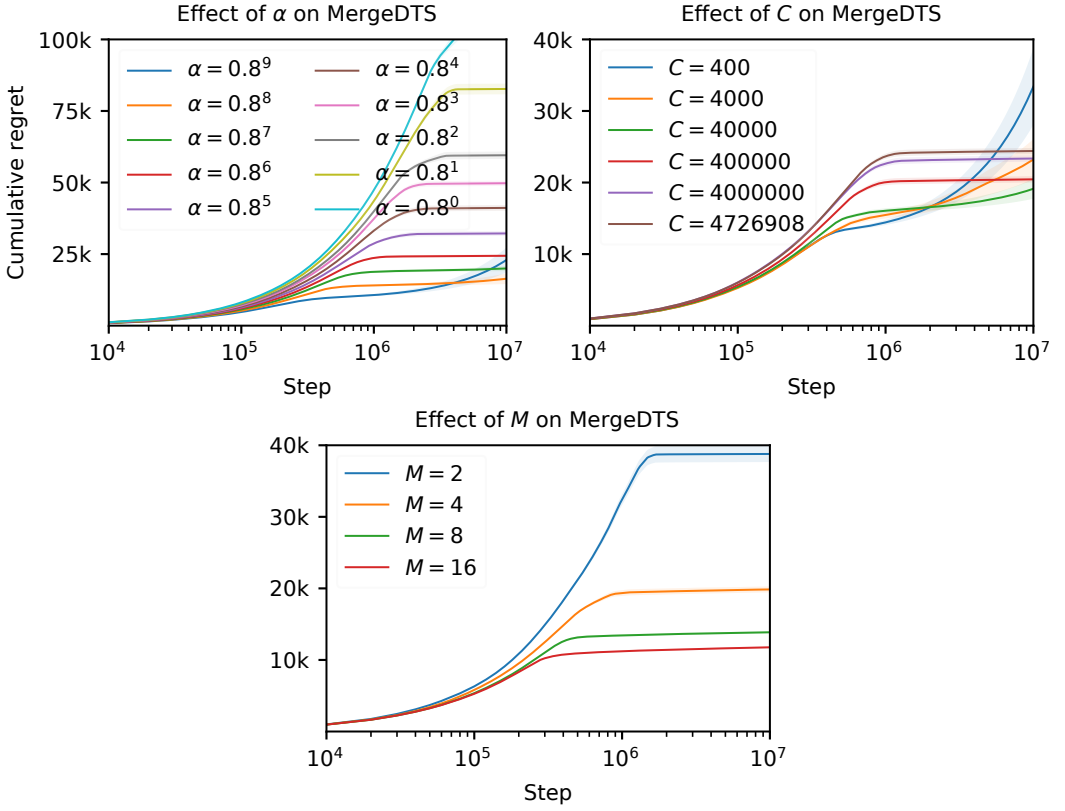 Effect of α on MergeDTS
Cumulative regret
100k
75k
50k
25k
α = 0.8⁹
α = 0.8⁸
α = 0.8⁷
α = 0.8⁶
α = 0.8⁵
α = 0.8⁴
α = 0.8³
α = 0.8²
α = 0.8¹
α = 0.8⁰
10⁴ 10⁵ 10⁶ 10⁷
Step
Effect of C on MergeDTS
40k
30k
20k
10k
C = 400
C = 4000
C = 40000
C = 400000
C = 4000000
C = 4726908
10⁴ 10⁵ 10⁶ 10⁷
Step
Effect of M on MergeDTS
40k
30k
20k
10k
M = 2
M = 4
M = 8
M = 16
10⁴ 10⁵ 10⁶ 10⁷
Step